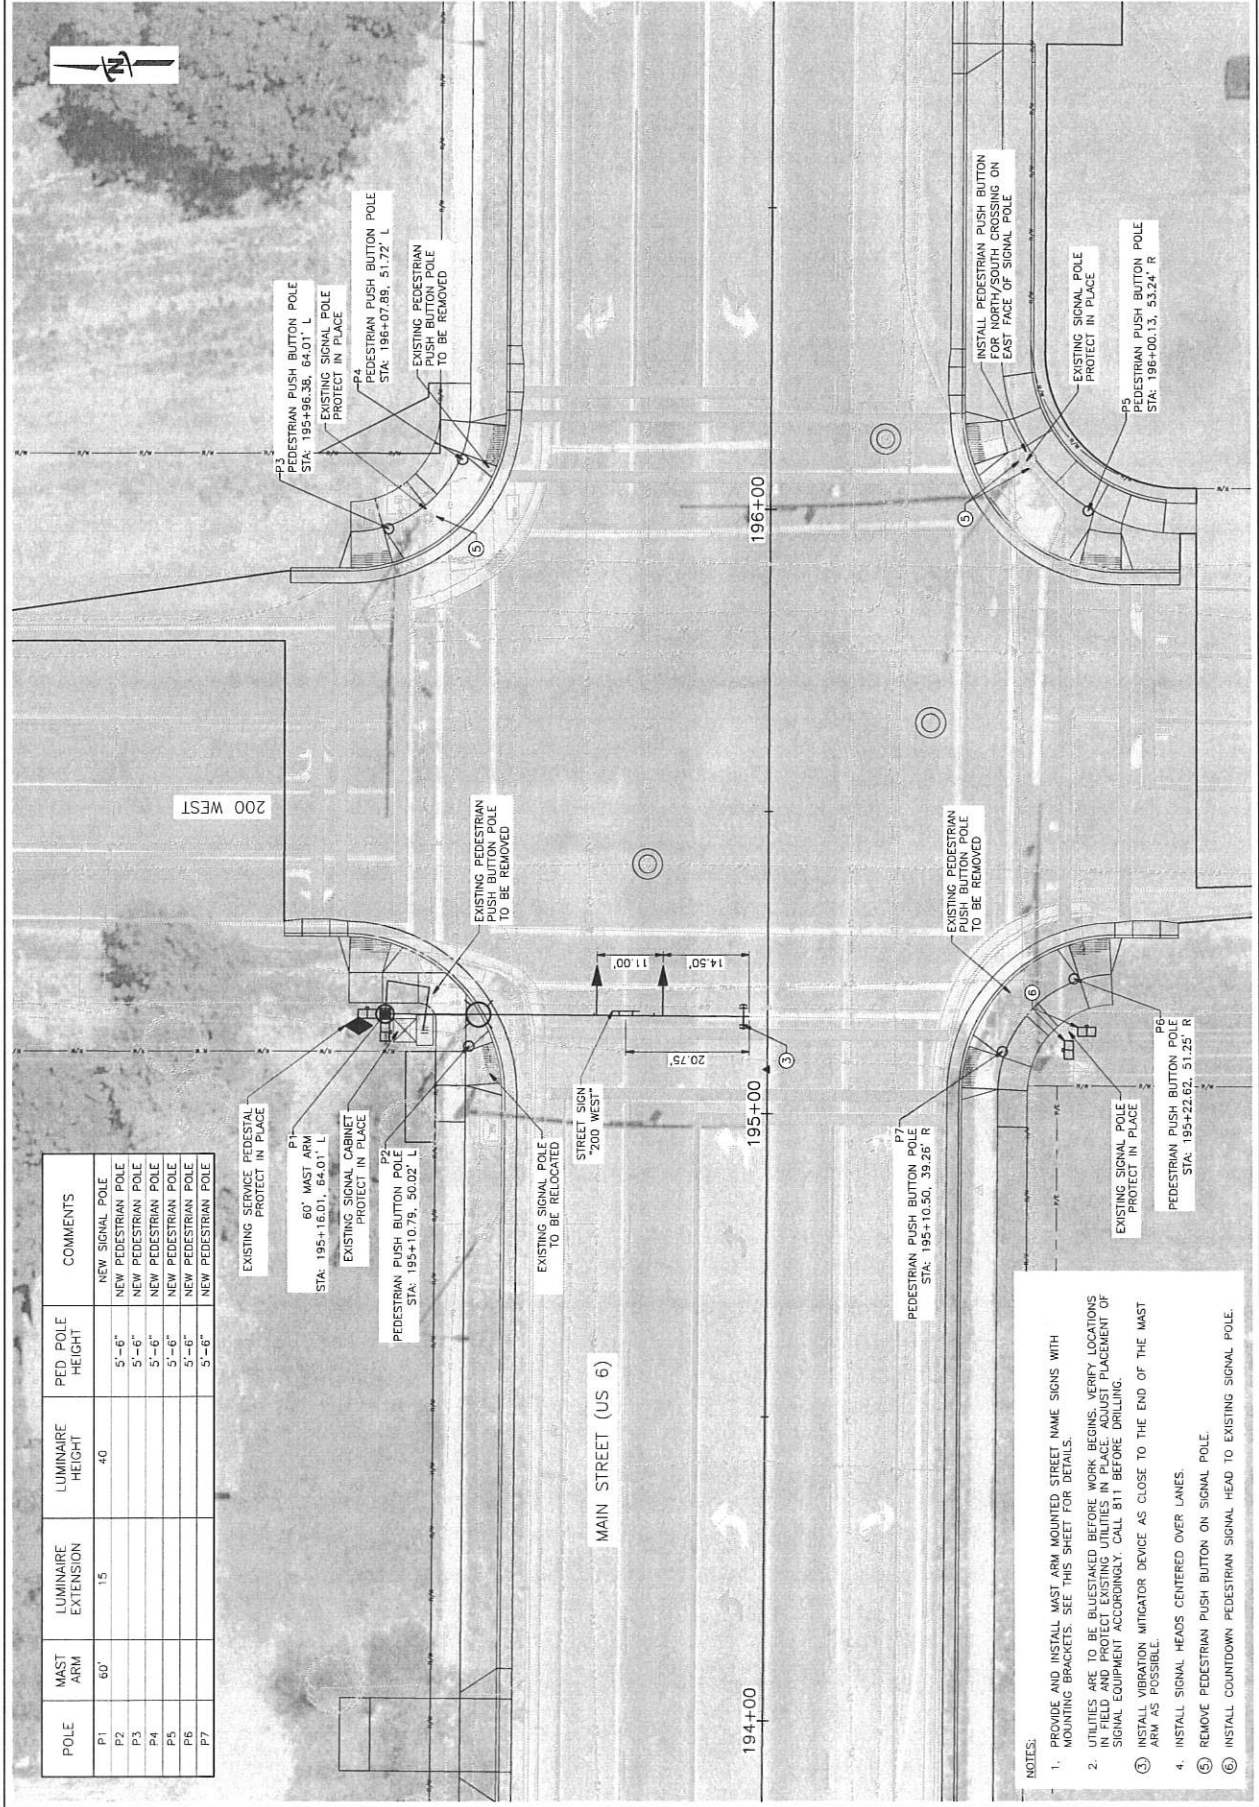 POLE MAST ARM LUMINAIRE EXTENSION LUMINAIRE HEIGHT PED POLE HEIGHT COMMENTS
P1 60' 15 40 NEW SIGNAL POLE
P2 5'-6" NEW PEDESTRIAN POLE
P3 5'-6" NEW PEDESTRIAN POLE
P4 5'-6" NEW PEDESTRIAN POLE
P5 5'-6" NEW PEDESTRIAN POLE
P6 5'-6" NEW PEDESTRIAN POLE
P7 5'-6" NEW PEDESTRIAN POLE
N
200 WEST
EXISTING SERVICE PEDESTAL
PROTECT IN PLACE
P1
60' MAST ARM
STA: 195+16.01, 64.01' L
EXISTING SIGNAL CABINET
PROTECT IN PLACE
P2
PEDESTRIAN PUSH BUTTON POLE
STA: 195+10.79, 50.02' L
EXISTING SIGNAL POLE
TO BE RELOCATED
EXISTING PEDESTRIAN
PUSH BUTTON POLE
TO BE REMOVED
STREET SIGN
"200 WEST"
11.00'
14.50'
20.75'
3
P3
PEDESTRIAN PUSH BUTTON POLE
STA: 195+96.38, 64.01' L
EXISTING SIGNAL POLE
PROTECT IN PLACE
P4
PEDESTRIAN PUSH BUTTON POLE
STA: 196+07.89, 51.72' L
EXISTING PEDESTRIAN
PUSH BUTTON POLE
TO BE REMOVED
5
MAIN STREET (US 6)
194+00
195+00
196+00
P7
PEDESTRIAN PUSH BUTTON POLE
STA: 195+10.50, 39.26' R
EXISTING PEDESTRIAN
PUSH BUTTON POLE
TO BE REMOVED
6
EXISTING SIGNAL POLE
PROTECT IN PLACE
P6
PEDESTRIAN PUSH BUTTON POLE
STA: 195+22.62, 51.25' R
5
INSTALL PEDESTRIAN PUSH BUTTON
FOR NORTH/SOUTH CROSSING ON
EAST FACE OF SIGNAL POLE
EXISTING SIGNAL POLE
PROTECT IN PLACE
P5
PEDESTRIAN PUSH BUTTON POLE
STA: 196+00.13, 53.24' R
NOTES:
1. PROVIDE AND INSTALL MAST ARM MOUNTED STREET NAME SIGNS WITH
MOUNTING BRACKETS. SEE THIS SHEET FOR DETAILS.
2. UTILITIES ARE TO BE BLUESTAKED BEFORE WORK BEGINS. VERIFY LOCATIONS
IN FIELD AND PROTECT EXISTING UTILITIES IN PLACE. ADJUST PLACEMENT OF
SIGNAL EQUIPMENT ACCORDINGLY. CALL 811 BEFORE DRILLING.
3. INSTALL VIBRATION MITIGATOR DEVICE AS CLOSE TO THE END OF THE MAST
ARM AS POSSIBLE.
4. INSTALL SIGNAL HEADS CENTERED OVER LANES.
5. REMOVE PEDESTRIAN PUSH BUTTON ON SIGNAL POLE.
6. INSTALL COUNTDOWN PEDESTRIAN SIGNAL HEAD TO EXISTING SIGNAL POLE.